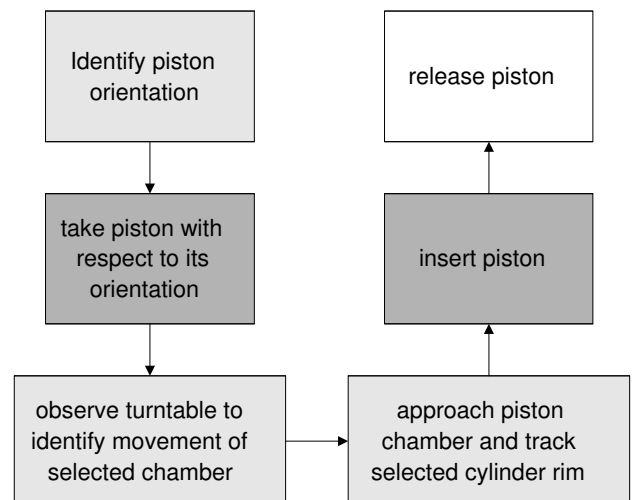 Identify piston
orientation
take piston with
respect to its
orientation
observe turntable to
identify movement of
selected chamber
approach piston
chamber and track
selected cylinder rim
insert piston
release piston